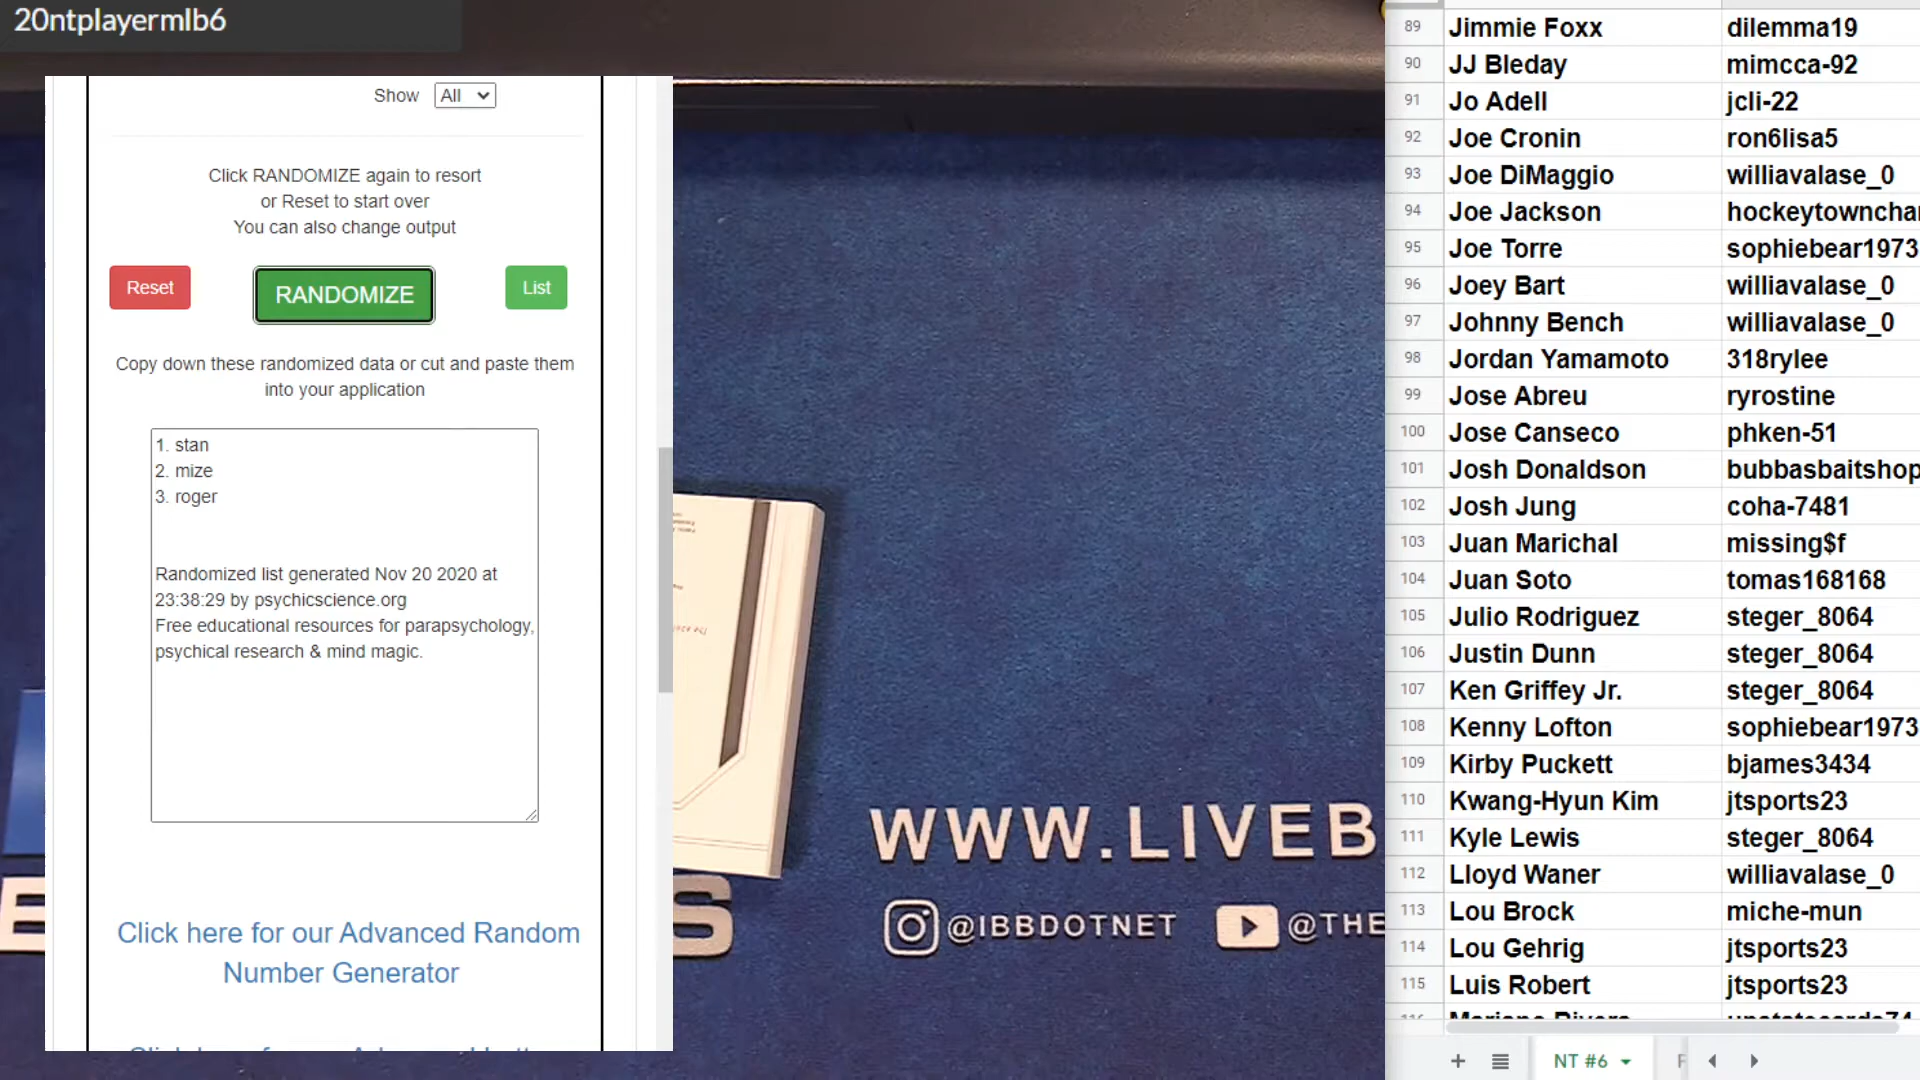 20ntplayermlb6
Show All
Click RANDOMIZE again to resort
or Reset to start over
You can also change output
Reset RANDOMIZE List
Copy down these randomized data or cut and paste them
into your application
1. stan
2. mize
3. roger
Randomized list generated Nov 20 2020 at
23:38:29 by psychicscience.org
Free educational resources for parapsychology,
psychical research & mind magic.
Click here for our Advanced Random
Number Generator
WWW.LIVEB
@IBBDOTNET @THE
89 Jimmie Foxx dilemma19
90 JJ Bleday mimcca-92
91 Jo Adell jcli-22
92 Joe Cronin ron6lisa5
93 Joe DiMaggio williavalase_0
94 Joe Jackson hockeytowncha
95 Joe Torre sophiebear1973
96 Joey Bart williavalase_0
97 Johnny Bench williavalase_0
98 Jordan Yamamoto 318rylee
99 Jose Abreu ryrostine
100 Jose Canseco phken-51
101 Josh Donaldson bubbasbaitshop
102 Josh Jung coha-7481
103 Juan Marichal missing$f
104 Juan Soto tomas168168
105 Julio Rodriguez steger_8064
106 Justin Dunn steger_8064
107 Ken Griffey Jr. steger_8064
108 Kenny Lofton sophiebear1973
109 Kirby Puckett bjames3434
110 Kwang-Hyun Kim jtsports23
111 Kyle Lewis steger_8064
112 Lloyd Waner williavalase_0
113 Lou Brock miche-mun
114 Lou Gehrig jtsports23
115 Luis Robert jtsports23
NT #6